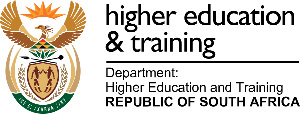 higher education
& training
Department:
Higher Education and Training
REPUBLIC OF SOUTH AFRICA